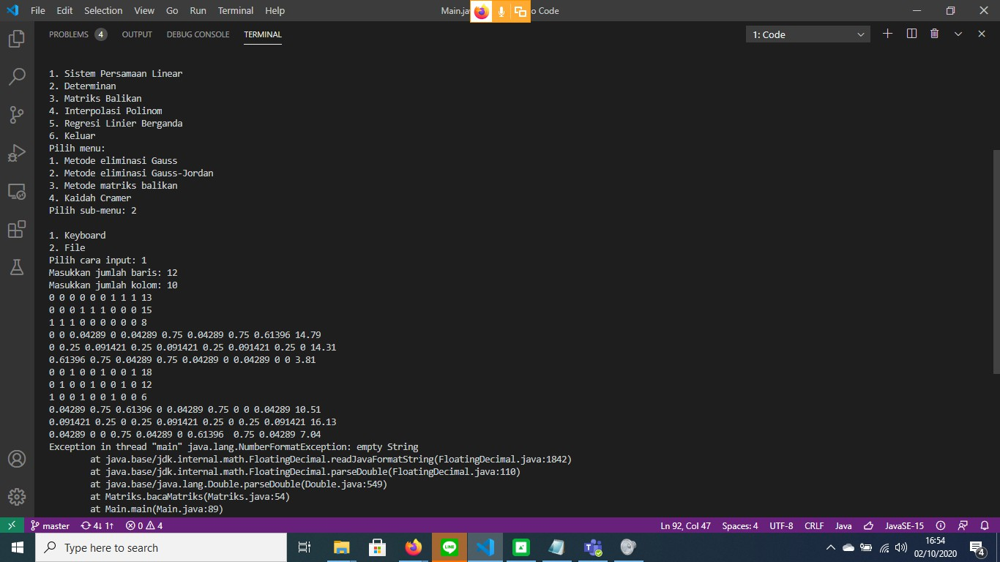 File Edit Selection View Go Run Terminal Help Main.ja o Code
PROBLEMS 4 OUTPUT DEBUG CONSOLE TERMINAL 1: Code
1. Sistem Persamaan Linear
2. Determinan
3. Matriks Balikan
4. Interpolasi Polinom
5. Regresi Linier Berganda
6. Keluar
Pilih menu:
1. Metode eliminasi Gauss
2. Metode eliminasi Gauss-Jordan
3. Metode matriks balikan
4. Kaidah Cramer
Pilih sub-menu: 2
1. Keyboard
2. File
Pilih cara input: 1
Masukkan jumlah baris: 12
Masukkan jumlah kolom: 10
0 0 0 0 0 0 1 1 1 13
0 0 0 1 1 1 0 0 0 15
1 1 1 0 0 0 0 0 0 8
0 0 0.04289 0 0.04289 0.75 0.04289 0.75 0.61396 14.79
0 0.25 0.091421 0.25 0.091421 0.25 0.091421 0.25 0 14.31
0.61396 0.75 0.04289 0.75 0.04289 0 0.04289 0 0 3.81
0 0 1 0 0 1 0 0 1 18
0 1 0 0 1 0 0 1 0 12
1 0 0 1 0 0 1 0 0 6
0.04289 0.75 0.61396 0 0.04289 0.75 0 0 0.04289 10.51
0.091421 0.25 0 0.25 0.091421 0.25 0 0.25 0.091421 16.13
0.04289 0 0 0.75 0.04289 0 0.61396  0.75 0.04289 7.04
Exception in thread "main" java.lang.NumberFormatException: empty String
at java.base/jdk.internal.math.FloatingDecimal.readJavaFormatString(FloatingDecimal.java:1842)
at java.base/jdk.internal.math.FloatingDecimal.parseDouble(FloatingDecimal.java:110)
at java.base/java.lang.Double.parseDouble(Double.java:549)
at Matriks.bacaMatriks(Matriks.java:54)
at Main.main(Main.java:89)
master 4↓ 1↑ 0 4 Ln 92, Col 47 Spaces: 4 UTF-8 CRLF Java JavaSE-15
Type here to search LINE 16:54
02/10/2020 4